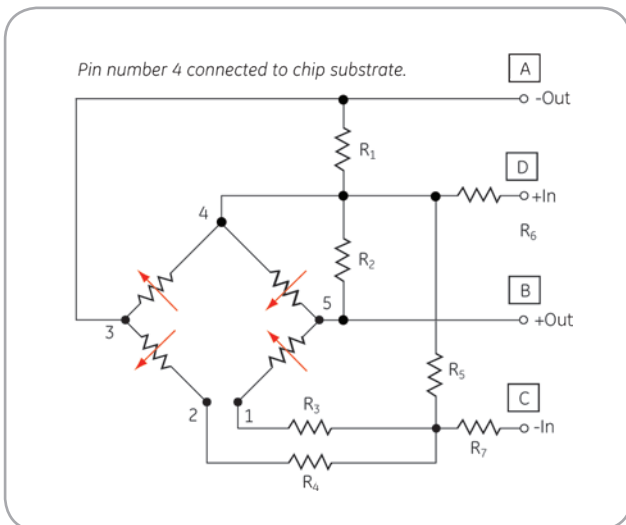 Pin number 4 connected to chip substrate.
A
-Out
R1
D
4
+In
R6
R2
B
5
+Out
3
R5
C
R3
2
1
-In
R7
R4